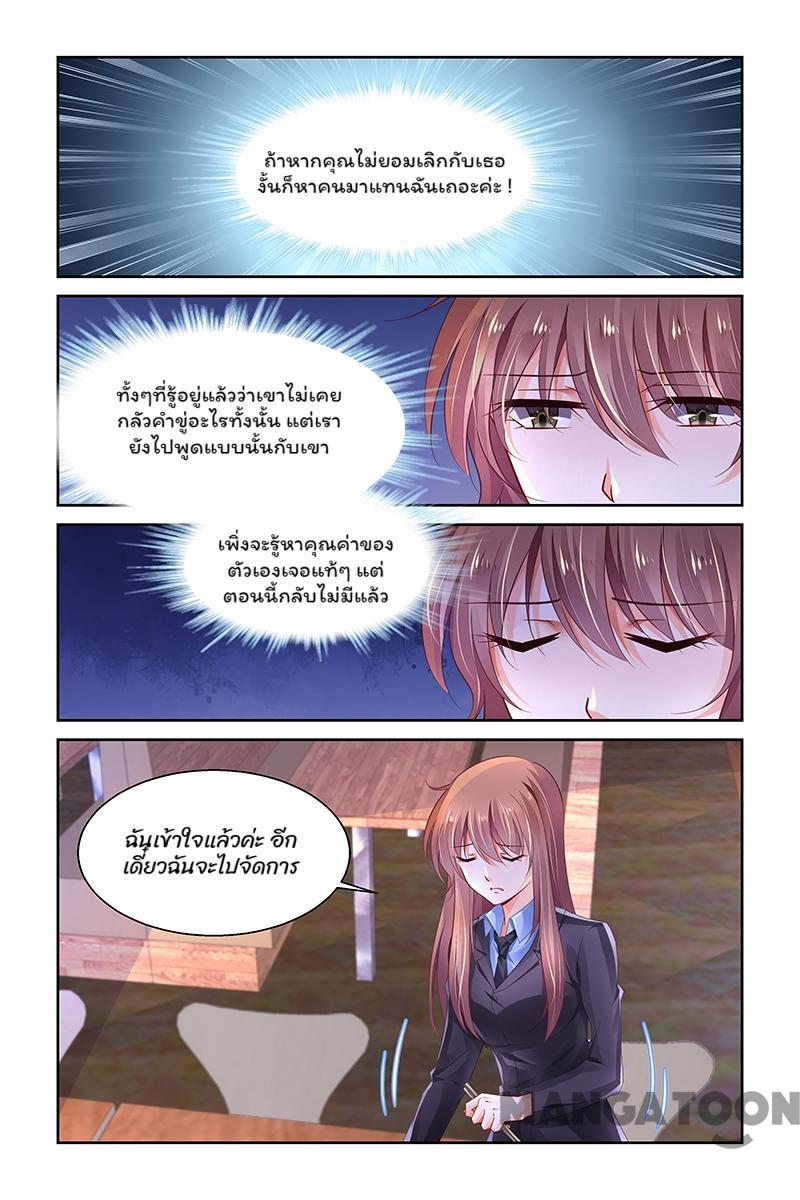 ถ้าหากคุณไม่ยอมเลิกกับเธอ
งั้นก็หาคนมาแทนฉันเถอะค่ะ !
ทั้งๆที่รู้อยู่แล้วว่าเขาไม่เคย
กลัวคำขู่อะไรทั้งนั้น แต่เรา
ยังไปพูดแบบนั้นกับเขา
เพิ่งจะรู้หาคุณค่าของ
ตัวเองเจอแท้ๆ แต่
ตอนนี้กลับไม่มีแล้ว
ฉันเข้าใจแล้วค่ะ อีก
เดี๋ยวฉันจะไปจัดการ
MANGATOON